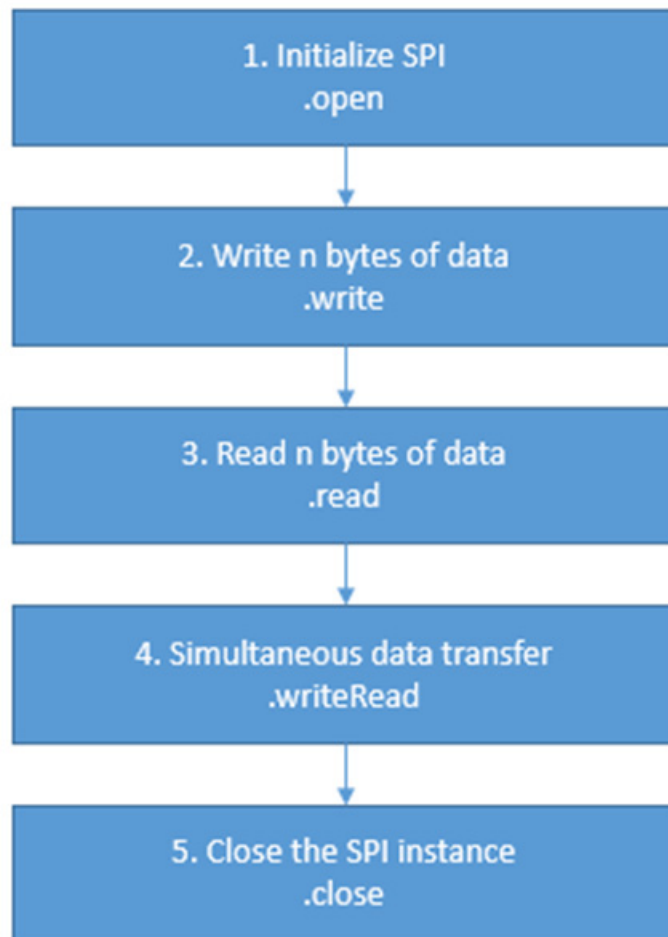 1. Initialize SPI
.open
2. Write n bytes of data
.write
3. Read n bytes of data
.read
4. Simultaneous data transfer
.writeRead
5. Close the SPI instance
.close